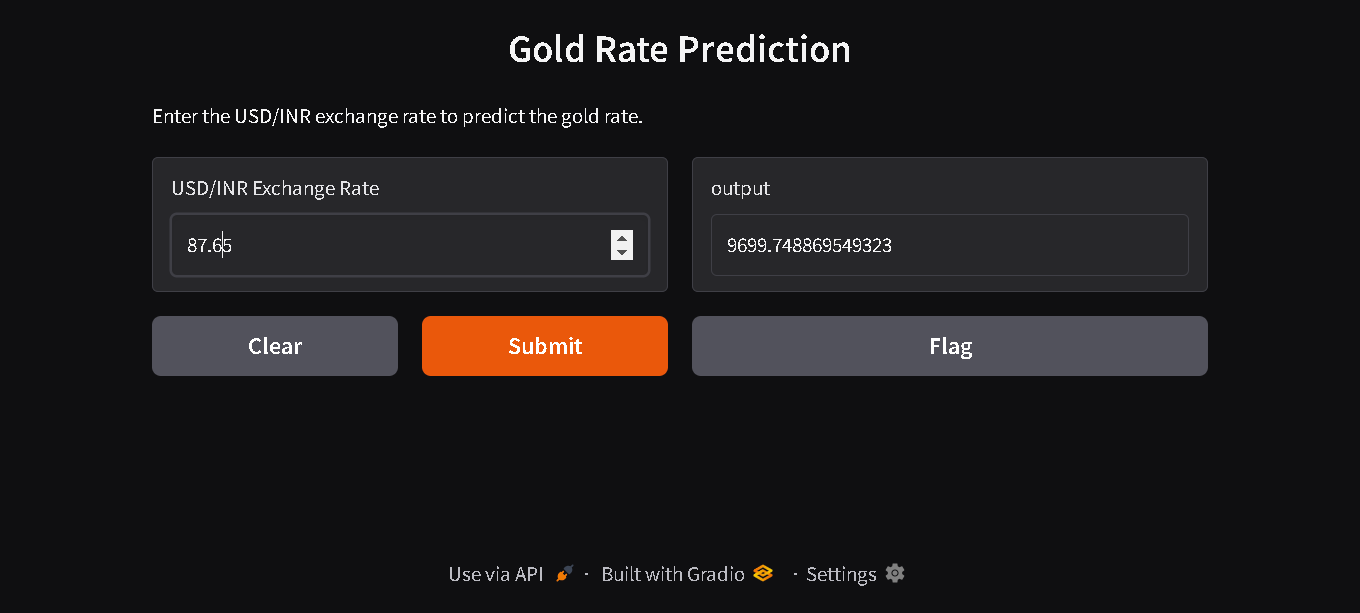 Gold Rate Prediction
Enter the USD/INR exchange rate to predict the gold rate.
USD/INR Exchange Rate
87.65
output
9699.748869549323
Clear
Submit
Flag
Use via API · Built with Gradio · Settings